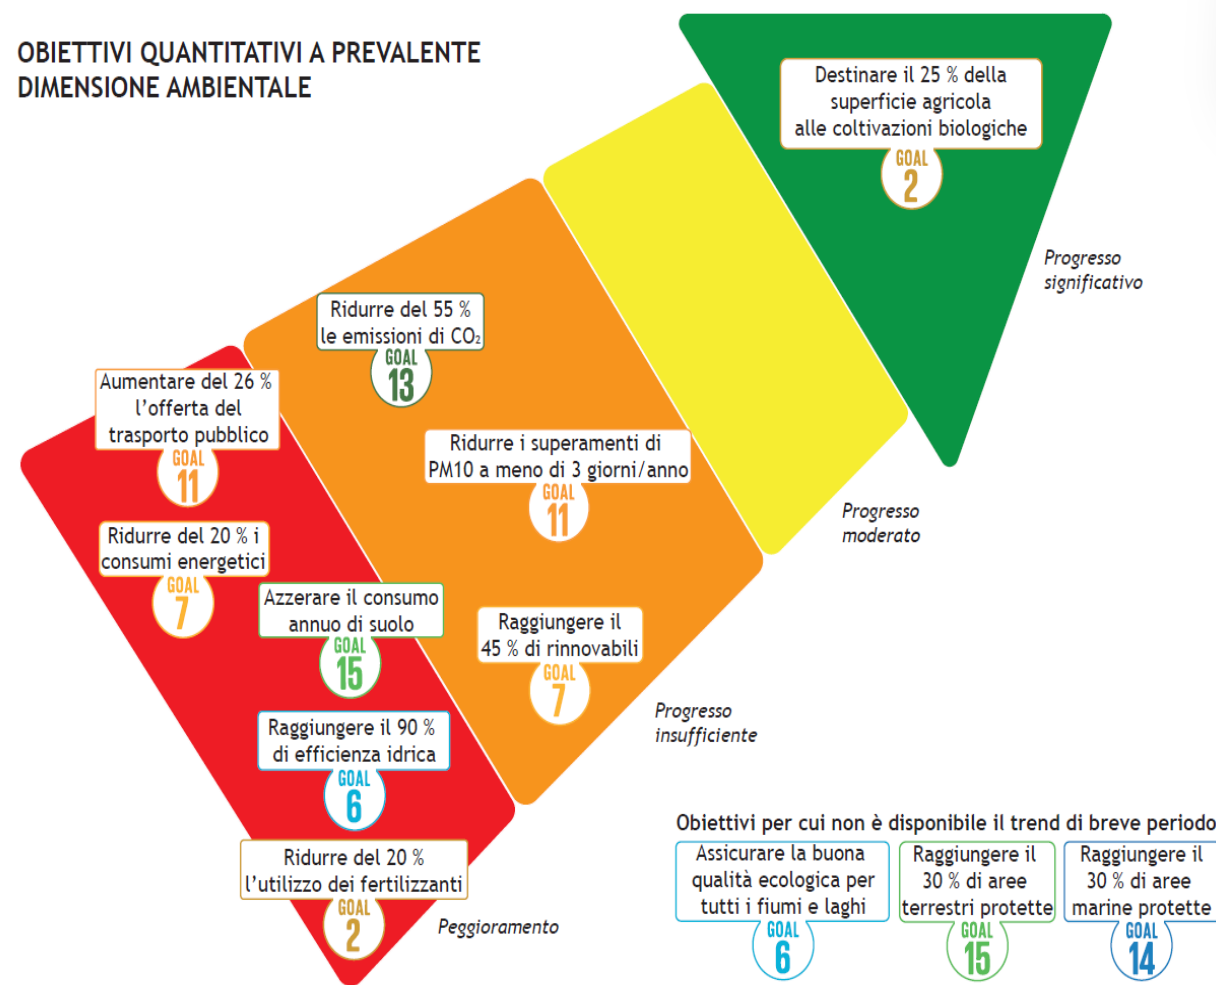 OBIETTIVI QUANTITATIVI A PREVALENTE
DIMENSIONE AMBIENTALE
Destinare il 25 % della
superficie agricola
alle coltivazioni biologiche
GOAL
2
Progresso
significativo
Progresso
moderato
Ridurre del 55 %
le emissioni di CO₂
GOAL
13
Ridurre i superamenti di
PM10 a meno di 3 giorni/anno
GOAL
11
Raggiungere il
45 % di rinnovabili
GOAL
7
Progresso
insufficiente
Aumentare del 26 %
l’offerta del
trasporto pubblico
GOAL
11
Ridurre del 20 % i
consumi energetici
GOAL
7
Azzerare il consumo
annuo di suolo
GOAL
15
Raggiungere il 90 %
di efficienza idrica
GOAL
6
Ridurre del 20 %
l’utilizzo dei fertilizzanti
GOAL
2
Peggioramento
Obiettivi per cui non è disponibile il trend di breve periodo
Assicurare la buona
qualità ecologica per
tutti i fiumi e laghi
GOAL
6
Raggiungere il
30 % di aree
terrestri protette
GOAL
15
Raggiungere il
30 % di aree
marine protette
GOAL
14